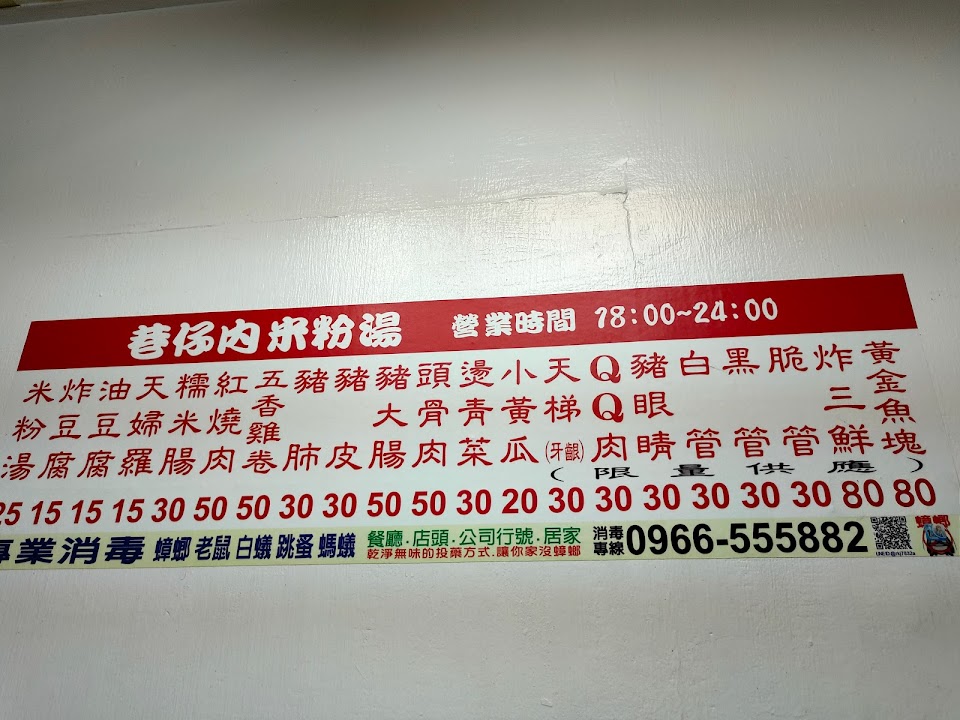 巷仔內米粉湯 營業時間 18:00~24:00
米粉湯 25
炸豆腐 15
油豆腐 15
天婦羅 15
糯米腸 30
紅燒肉 50
五香雞卷 50
豬肺 30
豬皮 30
豬大腸 50
頭骨肉 50
燙青菜 30
小黃瓜 20
天梯(牙齦) 30
QQ肉 30
豬眼睛 30
白管 30
黑管 30
脆管 30
炸三鮮 80
黃金魚塊 80
(限量供應)
專業消毒 蟑螂 老鼠 白蟻 跳蚤 螞蟻
餐廳.店頭.公司行號.居家
乾淨無味的投藥方式.讓你家沒蟑螂
消毒專線 0966-555882
蟑螂